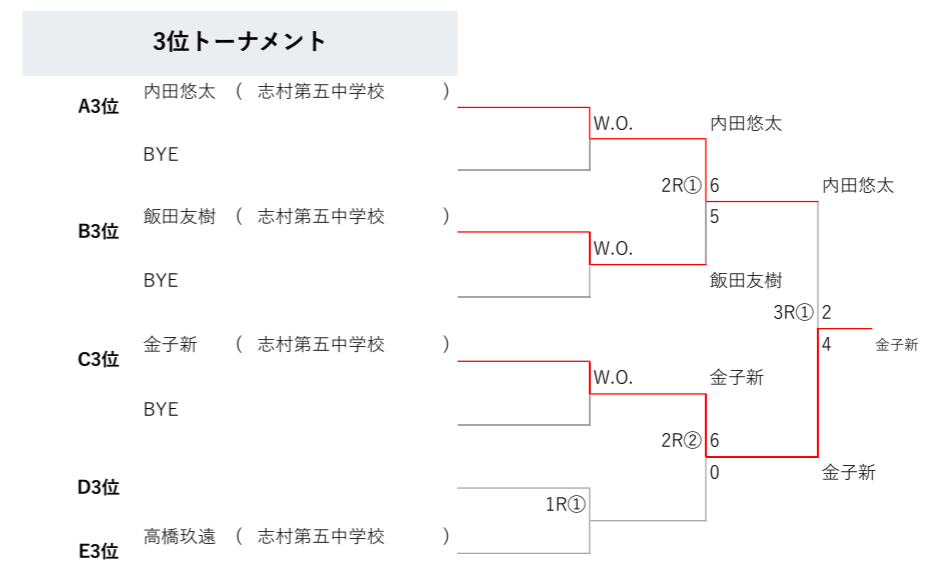 3位トーナメント
A3位 内田悠太 ( 志村第五中学校 )
W.O. 内田悠太
BYE
2R① 6 内田悠太
B3位 飯田友樹 ( 志村第五中学校 ) 5
W.O.
BYE 飯田友樹
3R① 2
C3位 金子新 ( 志村第五中学校 ) 4 金子新
W.O. 金子新
BYE
2R② 6
0 金子新
D3位
1R①
E3位 高橋玖遠 ( 志村第五中学校 )